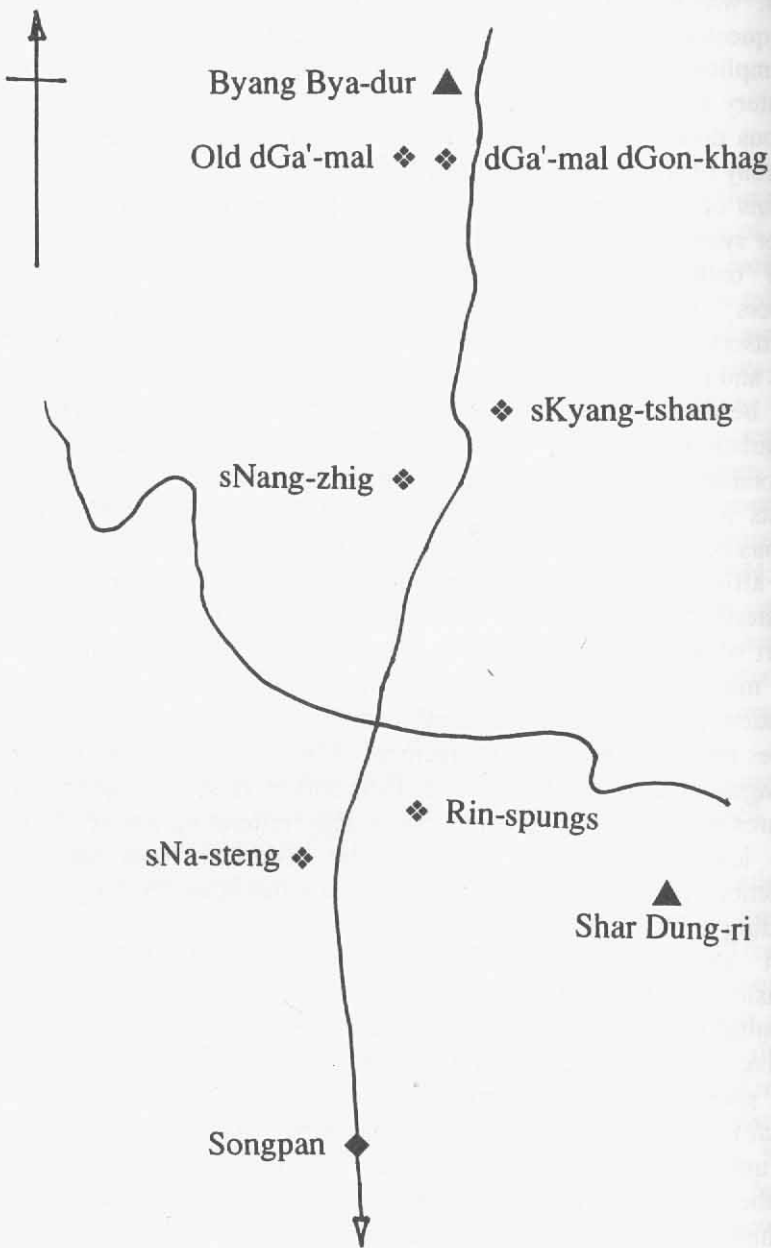 Byang Bya-dur
Old dGa'-mal
dGa'-mal dGon-khag
sKyang-tshang
sNang-zhig
Rin-spungs
sNa-steng
Shar Dung-ri
Songpan